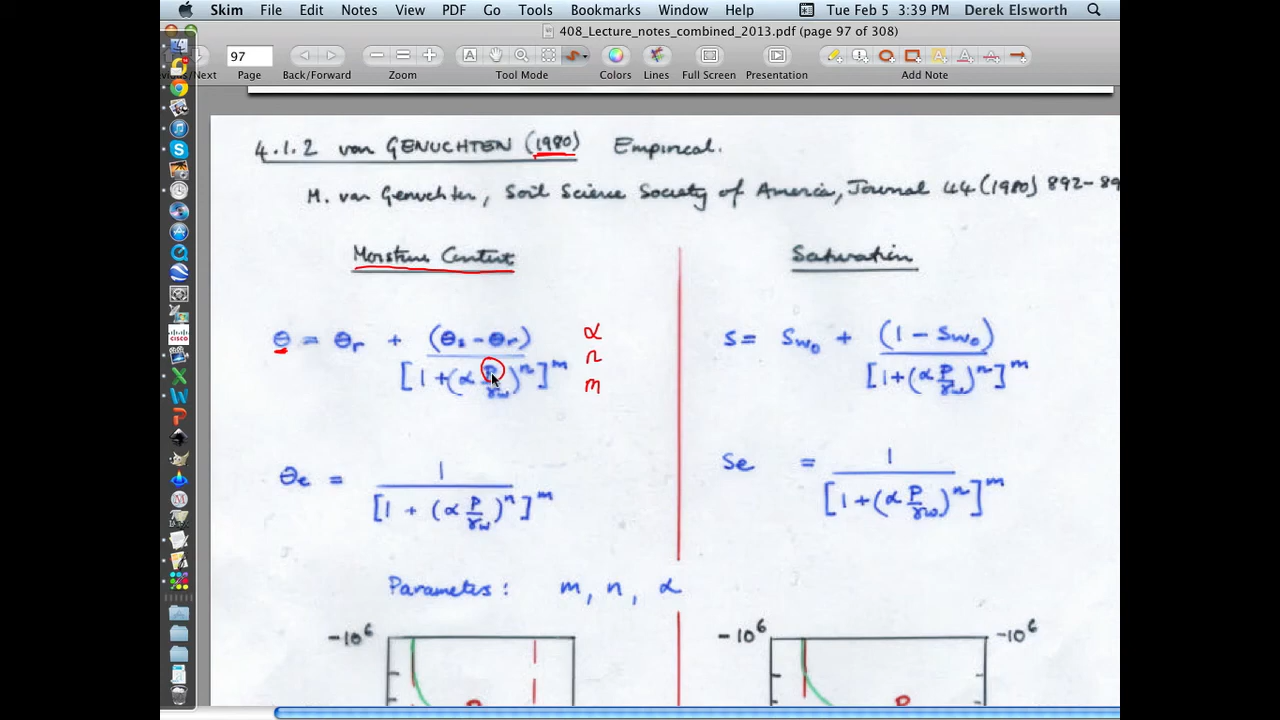 Skim File Edit Notes View PDF Go Tools Bookmarks Window Help Tue Feb 5 3:39 PM Derek Elsworth
408_Lecture_notes_combined_2013.pdf (page 97 of 308)
97
Page Back/Forward Zoom Tool Mode Colors Lines Full Screen Presentation Add Note
4.1.2 van GENUCHTEN (1980) Empirical.
M. van Genuchten, Soil Science Society of America, Journal 44 (1980) 892-89
Moisture Content
Saturation
θ = θr + (θs - θr) / [1 + (α P/γw)^n]^m
α
n
m
S = Sw0 + (1 - Sw0) / [1 + (α P/γw)^n]^m
θe = 1 / [1 + (α P/γw)^n]^m
Se = 1 / [1 + (α P/γw)^n]^m
Parameters: m, n, α
-10^6
-10^6 -10^6